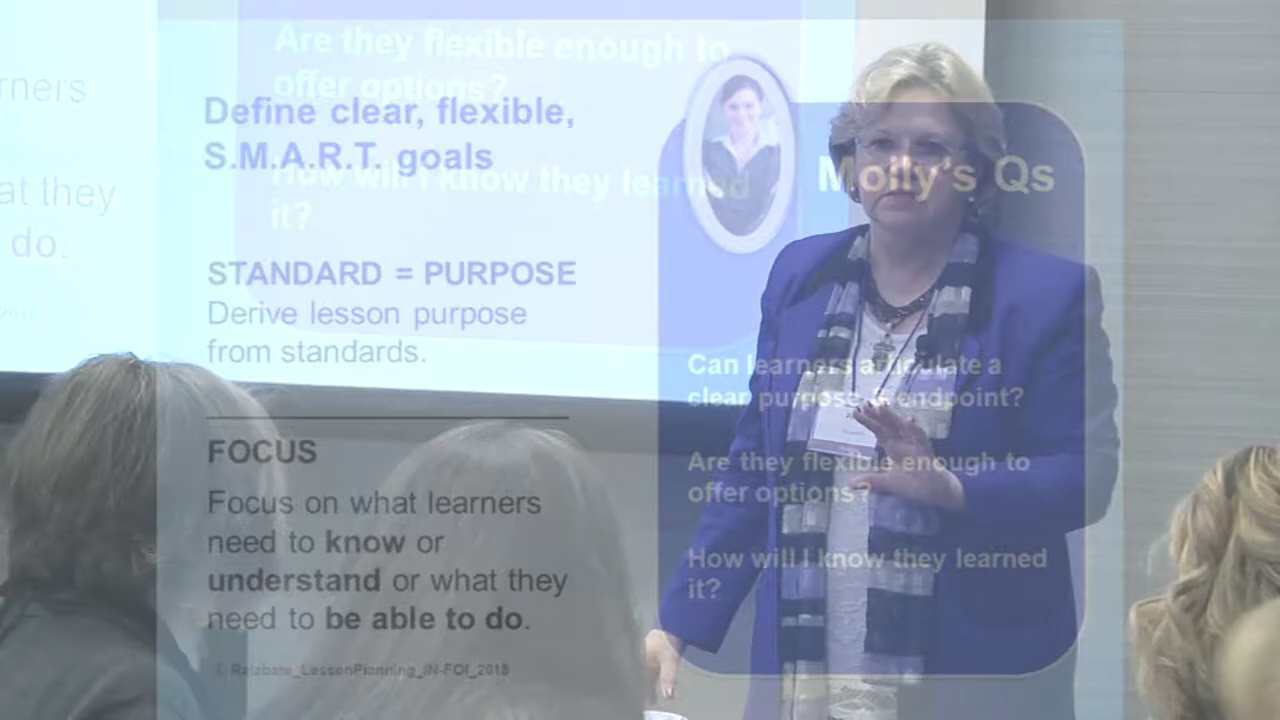 rners
at they
do.
2018
Are they flexible enough to
offer options?
How will I know they learned
it?
Define clear, flexible,
S.M.A.R.T. goals
STANDARD = PURPOSE
Derive lesson purpose
from standards.
FOCUS
Focus on what learners
need to know or
understand or what they
need to be able to do.
© Ralabate_LessonPlanning_IN-FOI_2018
Molly's Qs
Can learners articulate a
clear purpose & endpoint?
Are they flexible enough to
offer options?
How will I know they learned
it?